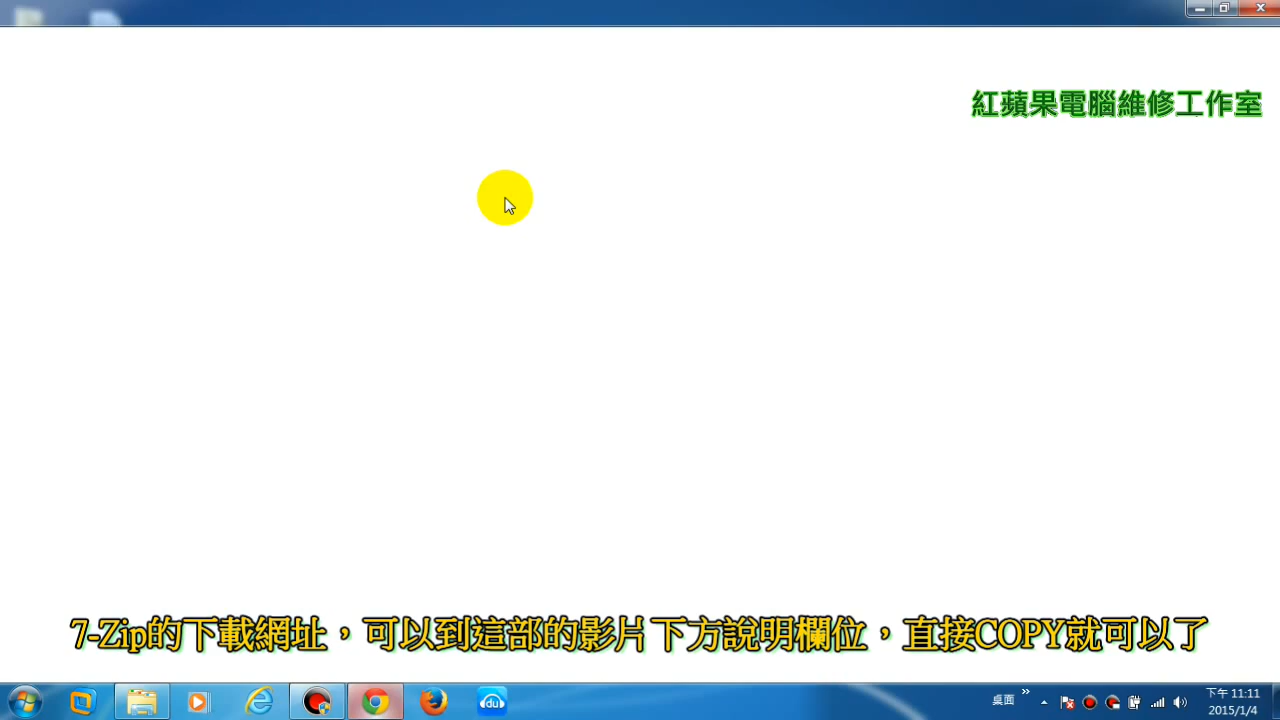 紅蘋果電腦維修工作室
7-Zip的下載網址，可以到這部的影片下方說明欄位，直接COPY就可以了
du
桌面
下午 11:11
2015/1/4